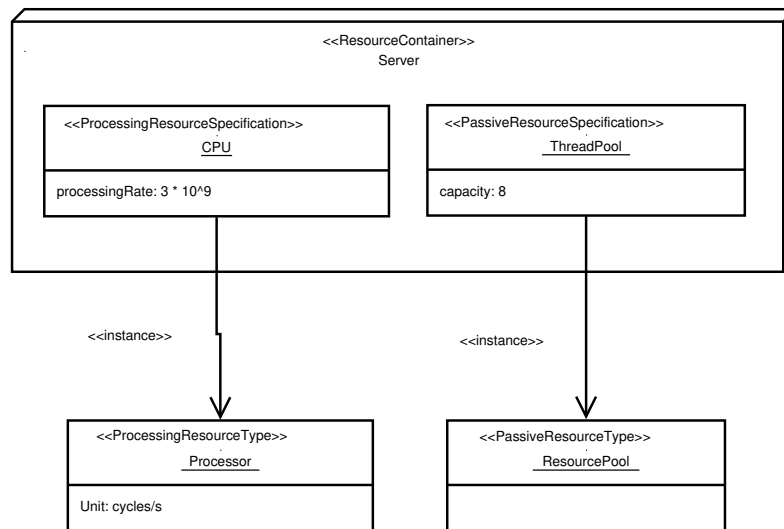 <<ResourceContainer>>
Server
<<ProcessingResourceSpecification>>
CPU
processingRate: 3 * 10^9
<<PassiveResourceSpecification>>
ThreadPool
capacity: 8
<<instance>>
<<instance>>
<<ProcessingResourceType>>
Processor
Unit: cycles/s
<<PassiveResourceType>>
ResourcePool